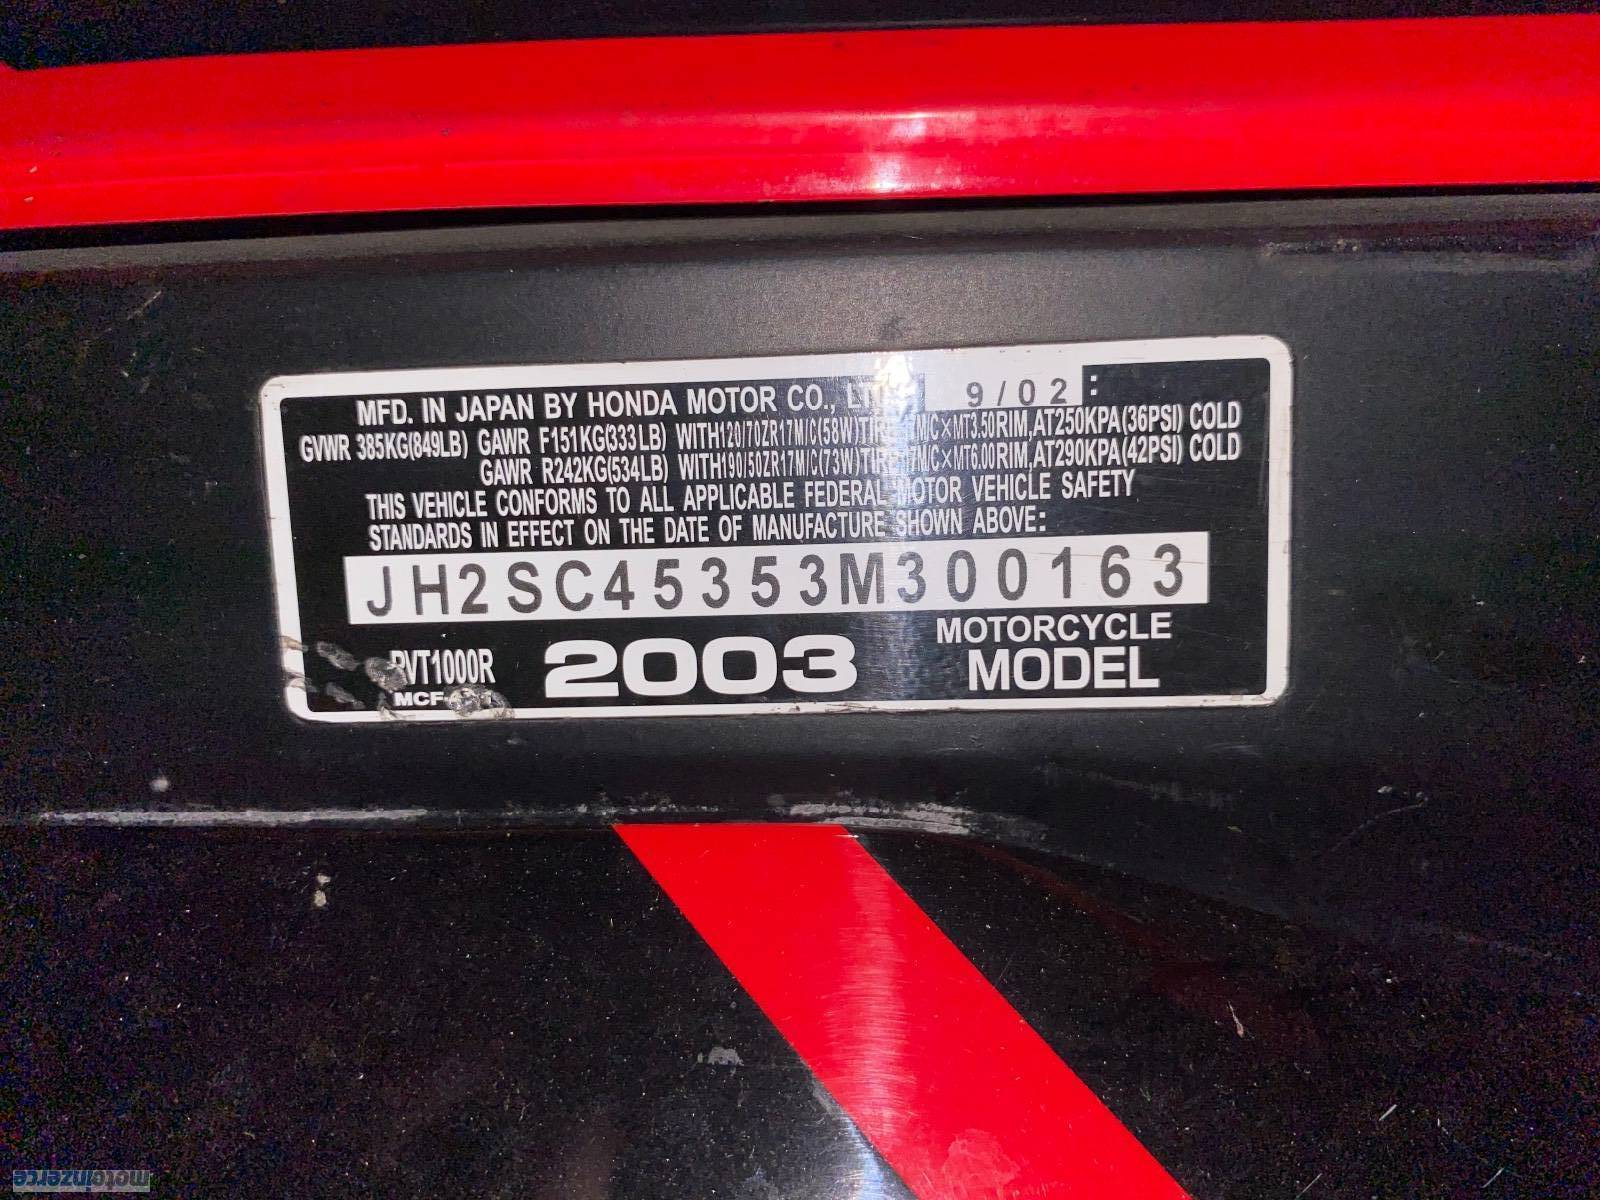 MFD. IN JAPAN BY HONDA MOTOR CO., 9/02 :
GVWR 385KG(849LB) GAWR F151KG(333LB) WITH120/70ZR17M/C(58W) M/C×MT3.50RIM,AT250KPA(36PSI) COLD
GAWR R242KG(534LB) WITH190/50ZR17M/C(73W) M/C×MT6.00RIM,AT290KPA(42PSI) COLD
THIS VEHICLE CONFORMS TO ALL APPLICABLE FEDERAL MOTOR VEHICLE SAFETY
STANDARDS IN EFFECT ON THE DATE OF MANUFACTURE SHOWN ABOVE:
JH2SC45353M300163
MOTORCYCLE
RVT1000R 2003 MODEL
MCF-
motoinzerce